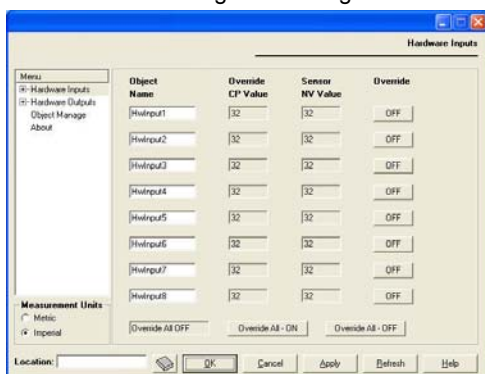 Hardware Inputs
Menu
Hardware Inputs
Hardware Outputs
Object Manage
About
Object Name Override CP Value Sensor NV Value Override
HwInput1 32 32 OFF
HwInput2 32 32 OFF
HwInput3 32 32 OFF
HwInput4 32 32 OFF
HwInput5 32 32 OFF
HwInput6 32 32 OFF
HwInput7 32 32 OFF
HwInput8 32 32 OFF
Measurement Units
Metric
Imperial
Override All OFF Override All - ON Override All - OFF
Location: OK Cancel Apply Refresh Help